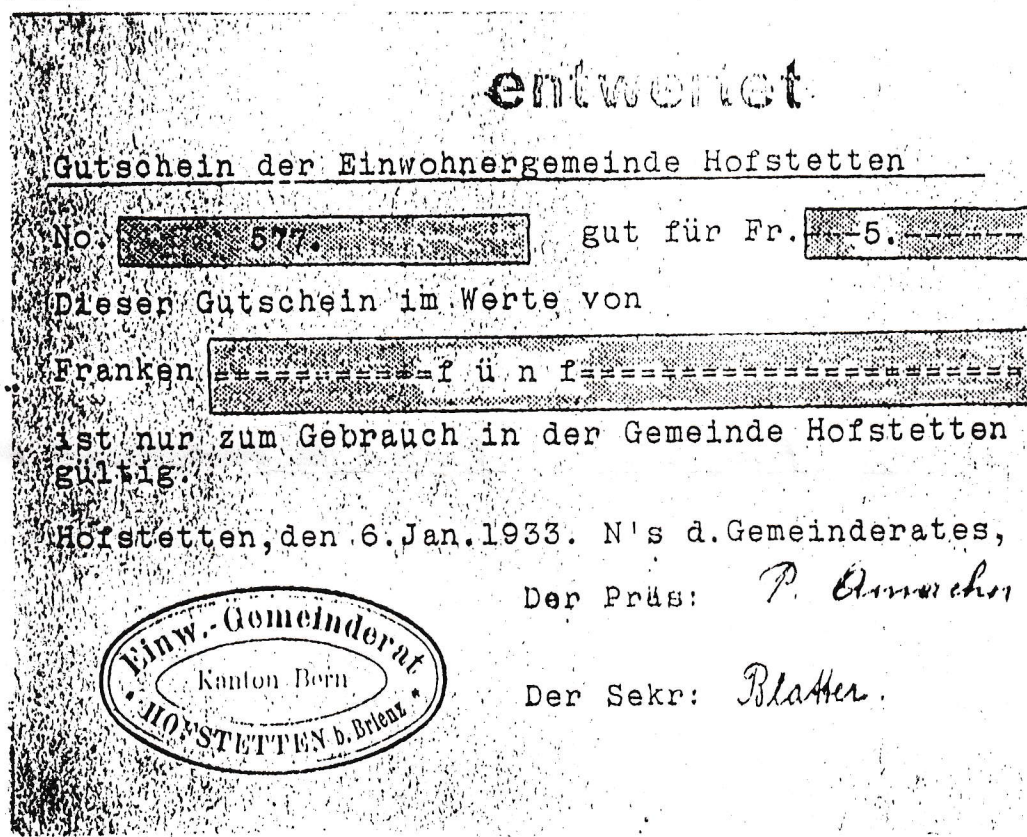 entwertet
Gutschein der Einwohnergemeinde Hofstetten
No. 577. gut für Fr.----5.-------
Dieser Gutschein im Werte von
Franken ===========f ü n f=======================
ist nur zum Gebrauch in der Gemeinde Hofstetten
gültig.
Hofstetten,den 6.Jan.1933. N's d.Gemeinderates,
Der Präs: P.
Der Sekr: Blatter.
Einw.-Gemeinderat
Kanton Bern
HOFSTETTEN b. Brienz